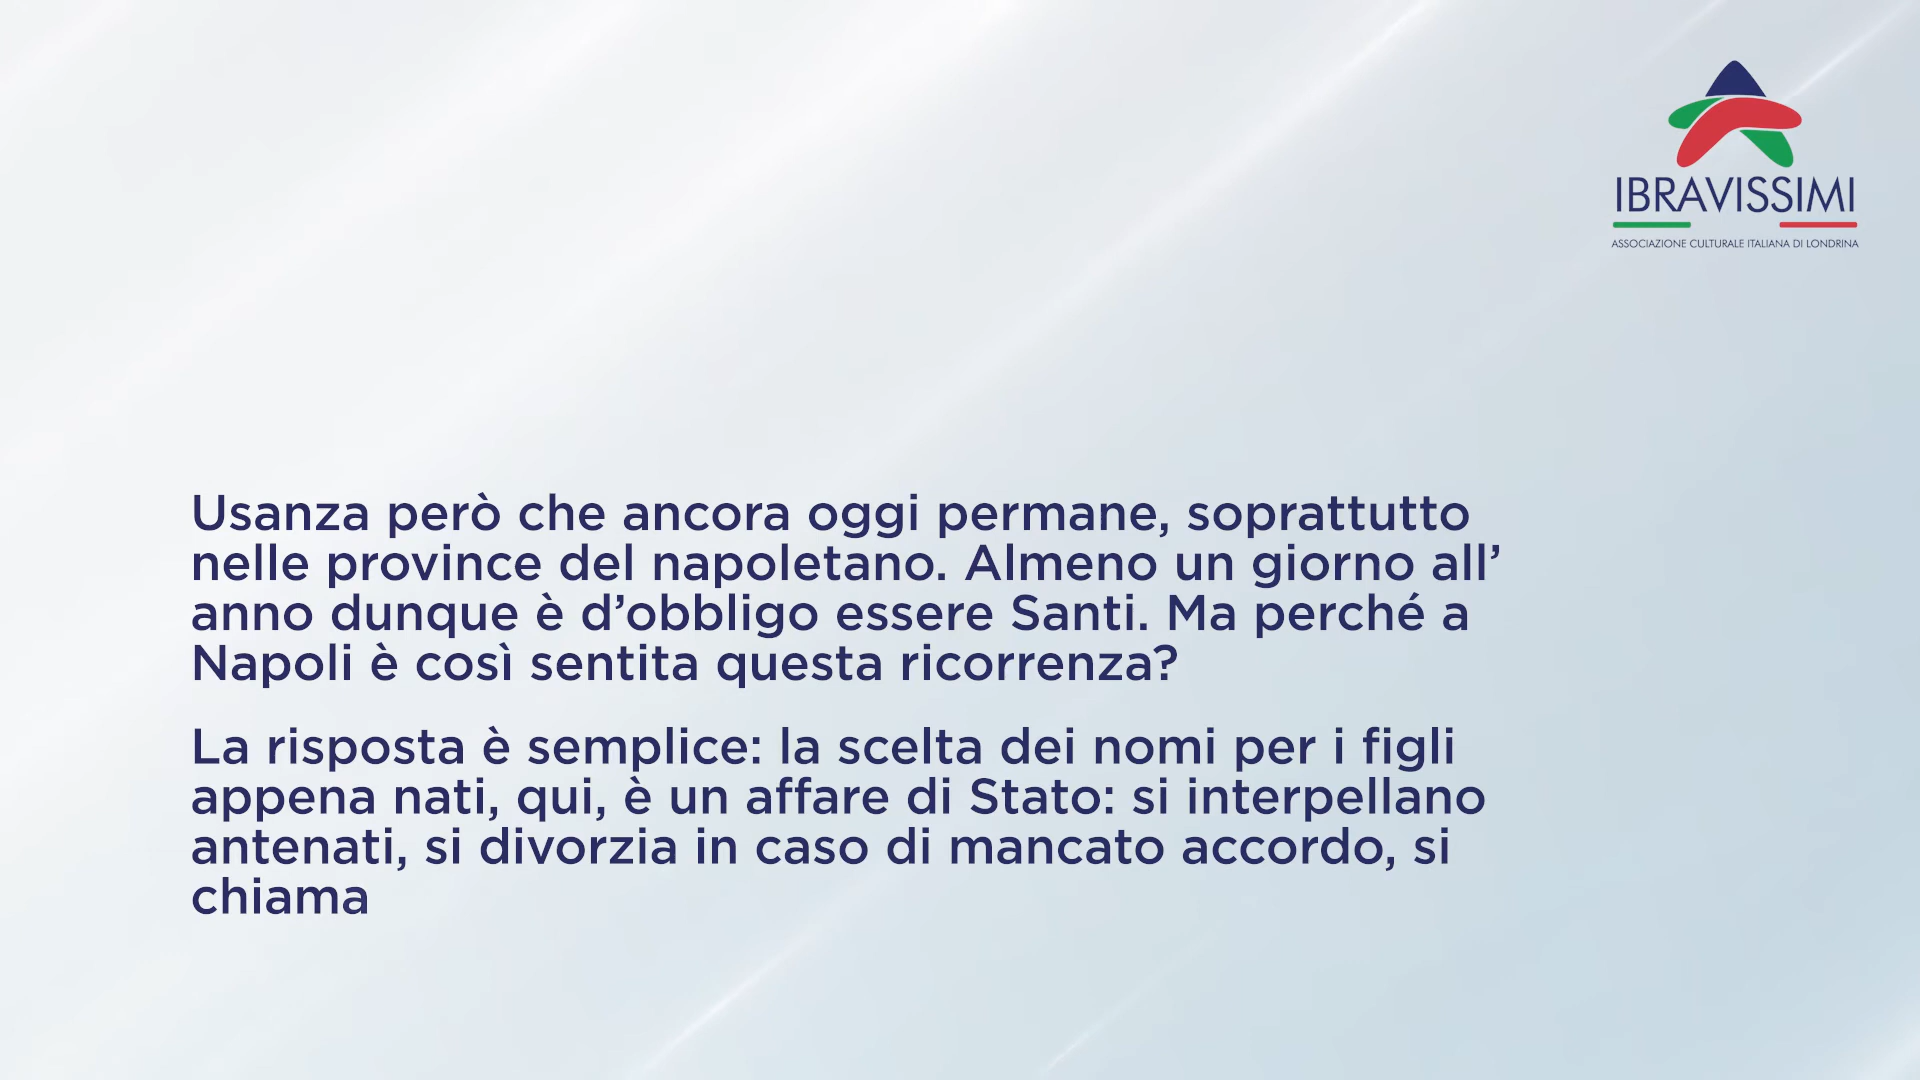 IBRAVISSIMI
ASSOCIAZIONE CULTURALE ITALIANA DI LONDRINA
Usanza però che ancora oggi permane, soprattutto
nelle province del napoletano. Almeno un giorno all’
anno dunque è d’obbligo essere Santi. Ma perché a
Napoli è così sentita questa ricorrenza?
La risposta è semplice: la scelta dei nomi per i figli
appena nati, qui, è un affare di Stato: si interpellano
antenati, si divorzia in caso di mancato accordo, si
chiama